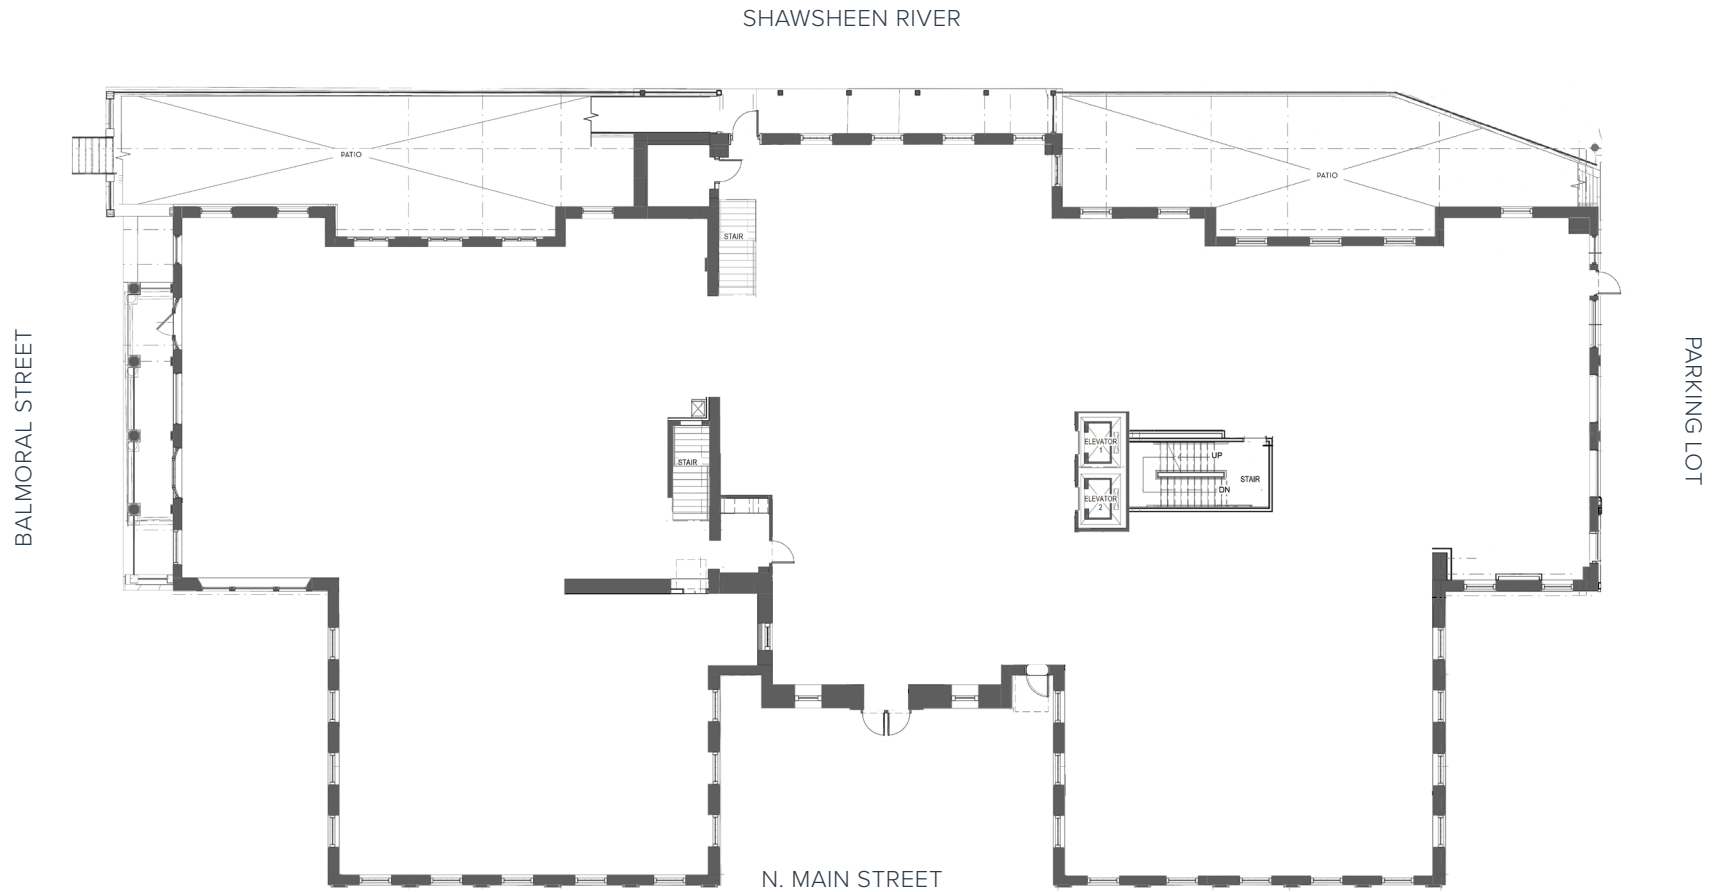 SHAWSHEEN RIVER
PATIO
PATIO
STAIR
BALMORAL STREET
PARKING LOT
STAIR
ELEVATOR
1
UP
STAIR
DN
ELEVATOR
2
N. MAIN STREET